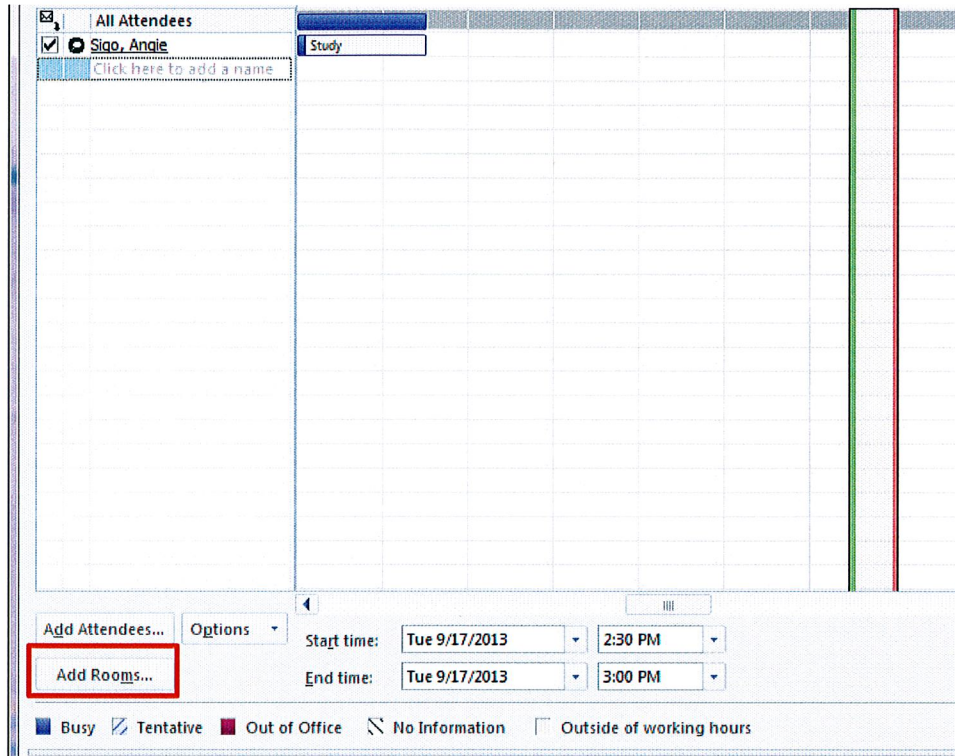 All Attendees
Sigo, Angie
Study
Click here to add a name
Add Attendees...
Options
Start time:
Tue 9/17/2013
2:30 PM
Add Rooms...
End time:
Tue 9/17/2013
3:00 PM
Busy
Tentative
Out of Office
No Information
Outside of working hours